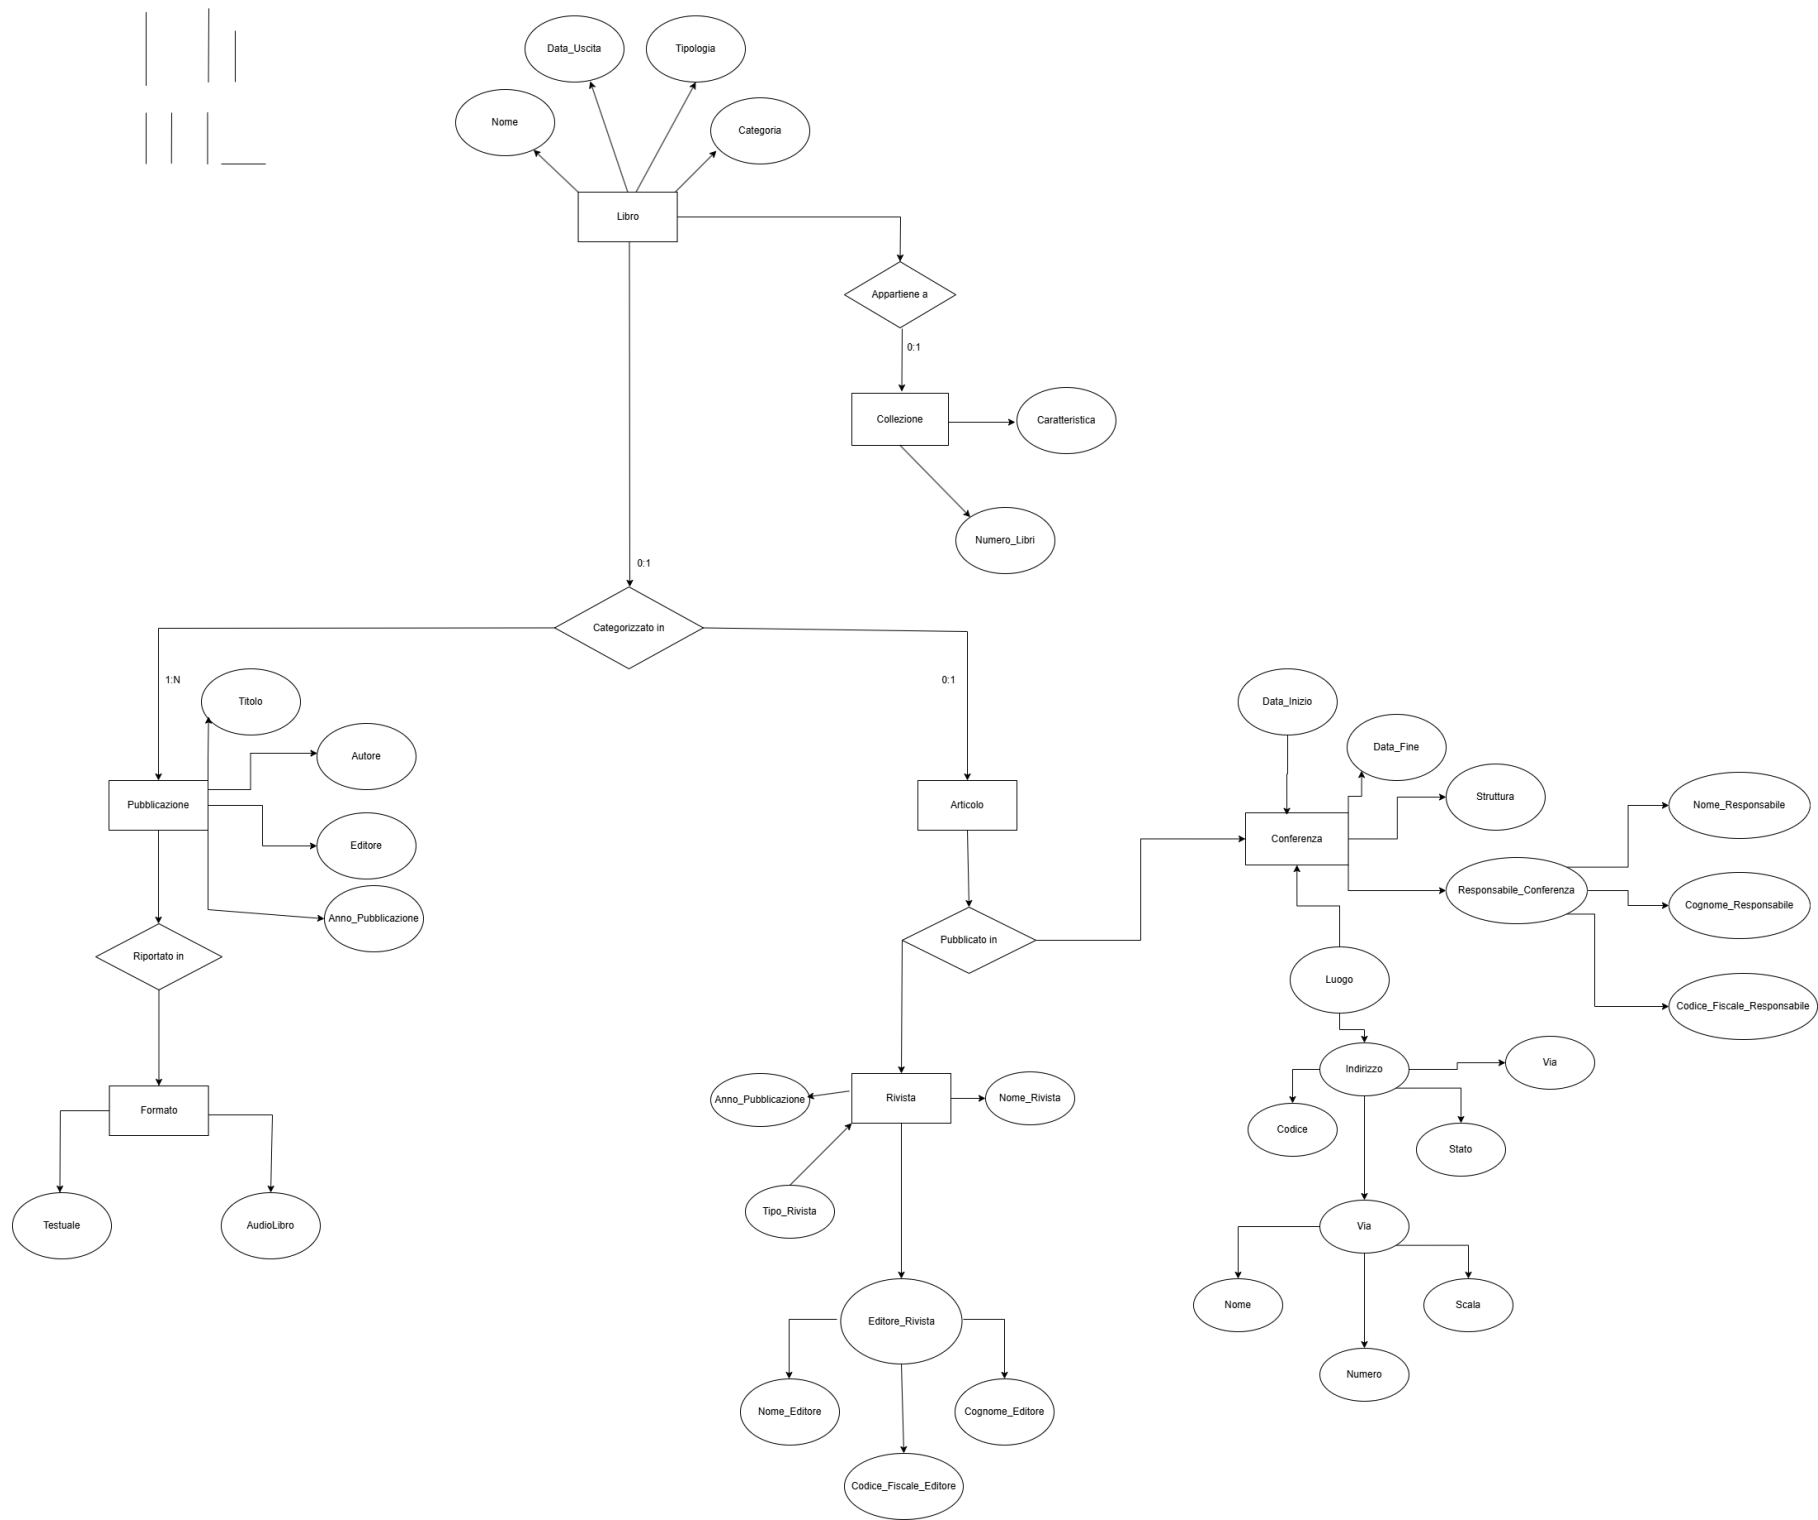 Data_Uscita
Tipologia
Nome
Categoria
Libro
Appartiene a
0:1
Collezione
Caratteristica
Numero_Libri
0:1
Categorizzato in
1:N
0:1
Titolo
Autore
Pubblicazione
Editore
Anno_Pubblicazione
Riportato in
Formato
Testuale
AudioLibro
Articolo
Pubblicato in
Data_Inizio
Data_Fine
Struttura
Conferenza
Nome_Responsabile
Responsabile_Conferenza
Cognome_Responsabile
Codice_Fiscale_Responsabile
Luogo
Indirizzo
Via
Codice
Stato
Via
Nome
Scala
Numero
Anno_Pubblicazione
Rivista
Nome_Rivista
Tipo_Rivista
Editore_Rivista
Nome_Editore
Cognome_Editore
Codice_Fiscale_Editore